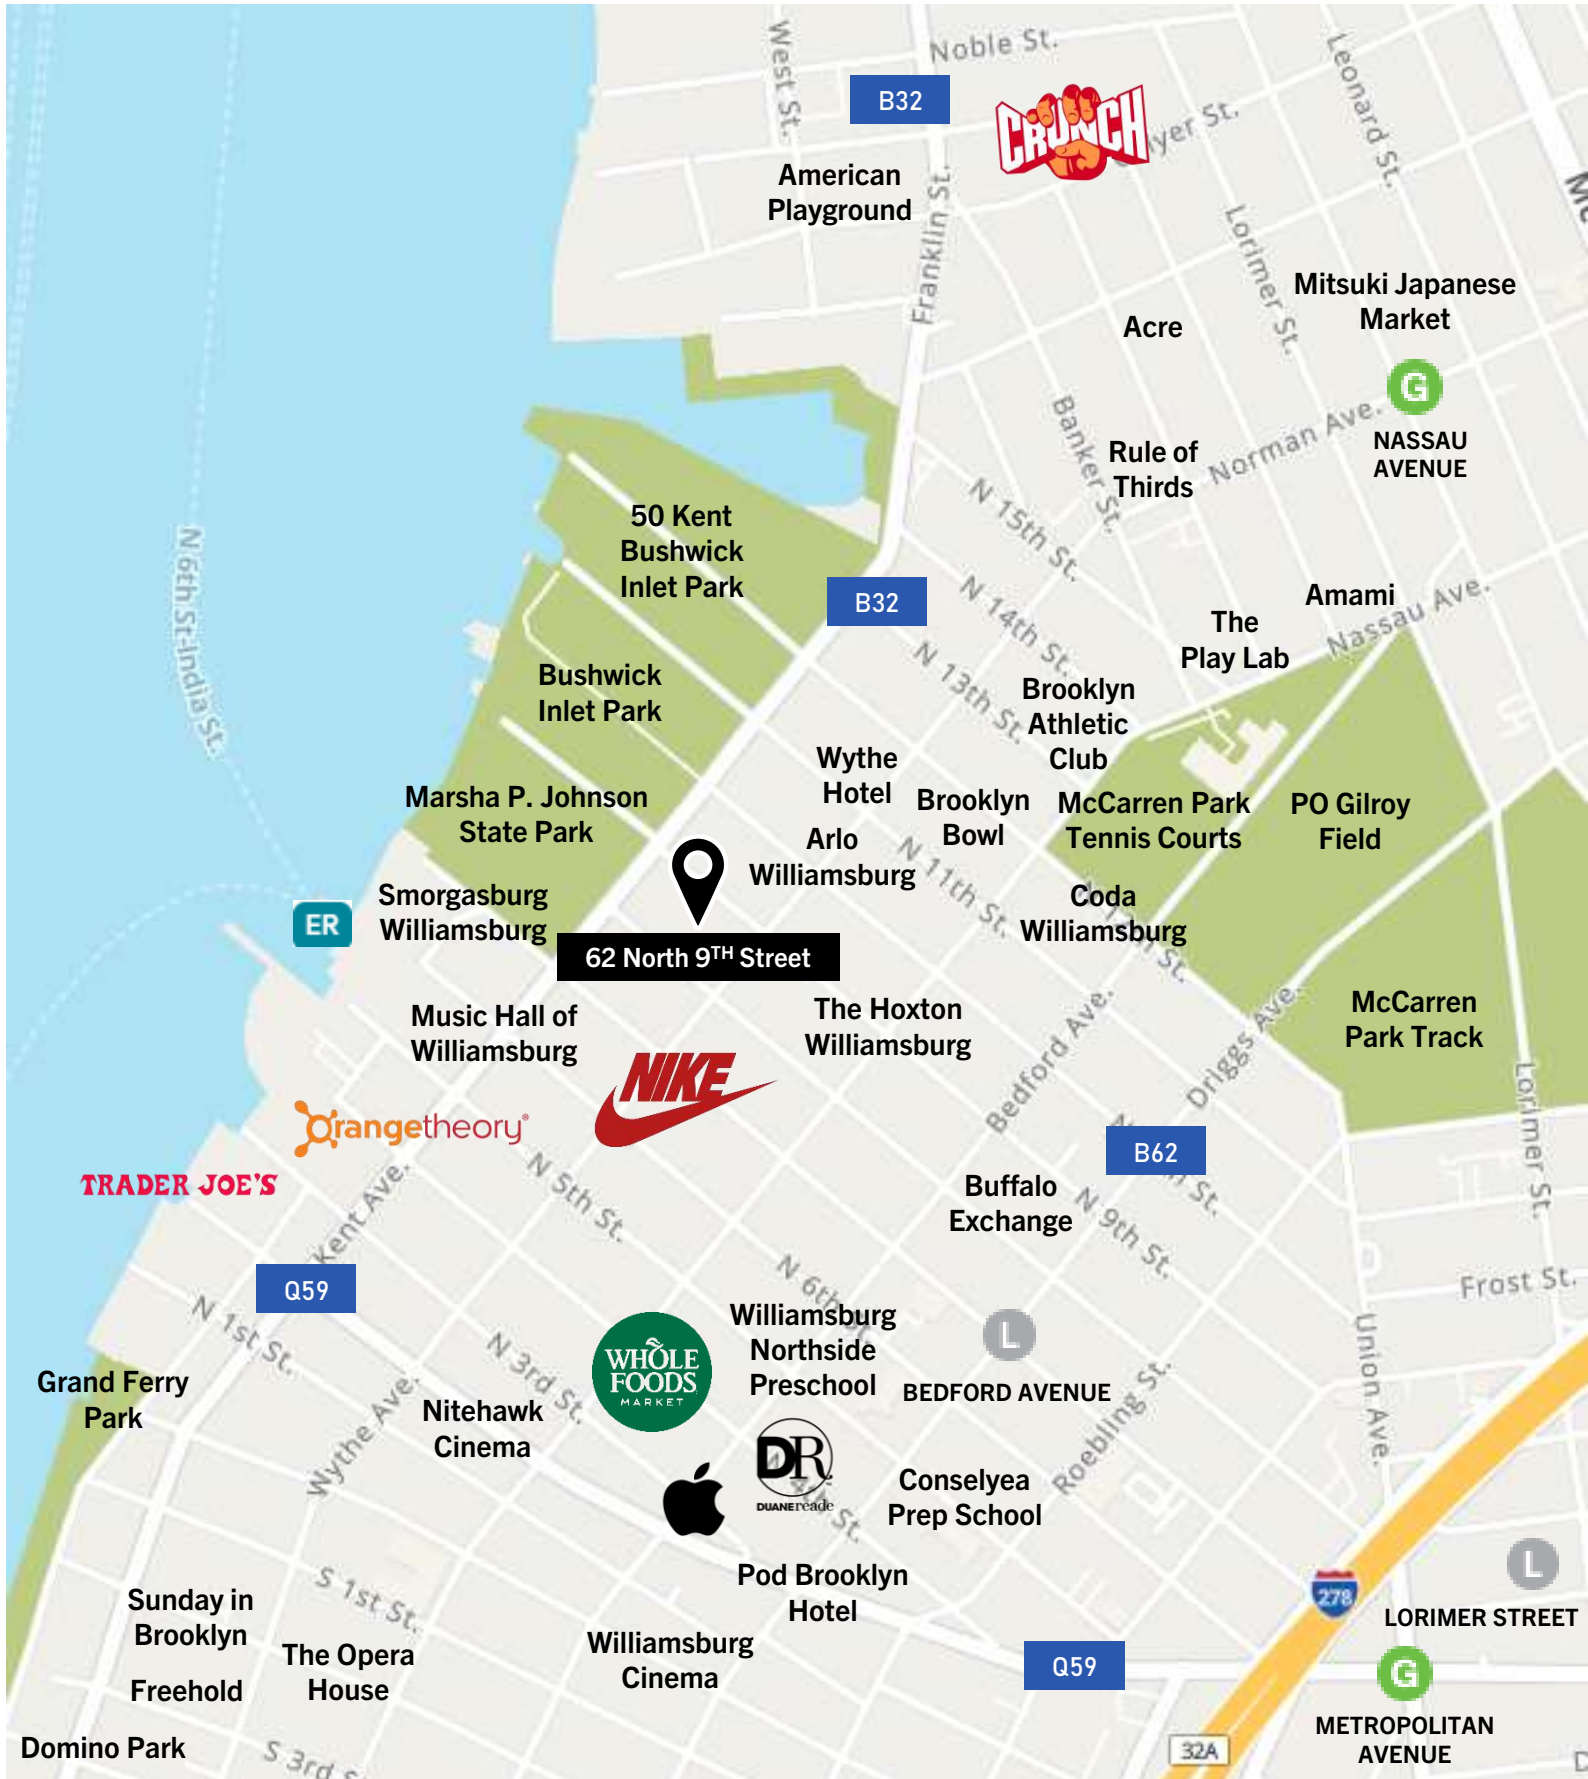 Noble St.
West St.
Leonard St.
B32
CRUNCH
yer St.
American
Playground
Franklin St.
Lorimer St.
Mitsuki Japanese
Market
Acre
G
NASSAU
AVENUE
Banker St.
Norman Ave.
Rule of
Thirds
N 15th St.
50 Kent
Bushwick
Inlet Park
N 6th St-India St.
B32
N 14th St.
Amami
Nassau Ave.
The
Play Lab
N 13th St.
Bushwick
Inlet Park
Brooklyn
Athletic
Club
Wythe
Hotel
Brooklyn
Bowl
Marsha P. Johnson
State Park
McCarren Park
Tennis Courts
PO Gilroy
Field
Arlo
Williamsburg
N 11th St.
Smorgasburg
Williamsburg
ER
Coda
Williamsburg
St.
62 North 9TH Street
Music Hall of
Williamsburg
The Hoxton
Williamsburg
Bedford Ave.
Driggs Ave.
McCarren
Park Track
Lorimer St.
NIKE
Orangetheory®
TRADER JOE'S
Kent Ave.
N 5th St.
B62
St.
Buffalo
Exchange
N 9th St.
Q59
N 1st St.
N 6th St.
Frost St.
Union Ave.
N 3rd St.
WHOLE
FOODS
MARKET
Williamsburg
Northside
Preschool
L
BEDFORD AVENUE
Roebling St.
Grand Ferry
Park
Wythe Ave.
Nitehawk
Cinema
DR
DUANEreade
4th St.
Conselyea
Prep School
Pod Brooklyn
Hotel
278
L
LORIMER STREET
S 1st St.
Sunday in
Brooklyn
The Opera
House
Williamsburg
Cinema
Q59
G
METROPOLITAN
AVENUE
Freehold
Domino Park
S 3rd
32A